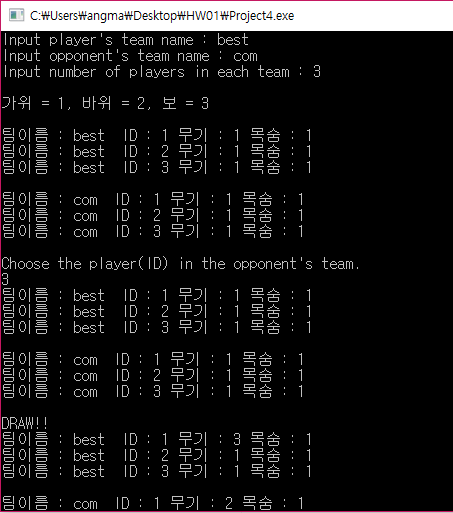 C:₩Users₩angma₩Desktop₩HW01₩Project4.exe
Input player's team name : best
Input opponent's team name : com
Input number of players in each team : 3
가위 = 1, 바위 = 2, 보 = 3
팀이름 : best  ID : 1 무기 : 1 목숨 : 1
팀이름 : best  ID : 2 무기 : 1 목숨 : 1
팀이름 : best  ID : 3 무기 : 1 목숨 : 1
팀이름 : com  ID : 1 무기 : 1 목숨 : 1
팀이름 : com  ID : 2 무기 : 1 목숨 : 1
팀이름 : com  ID : 3 무기 : 1 목숨 : 1
Choose the player(ID) in the opponent's team.
3
팀이름 : best  ID : 1 무기 : 1 목숨 : 1
팀이름 : best  ID : 2 무기 : 1 목숨 : 1
팀이름 : best  ID : 3 무기 : 1 목숨 : 1
팀이름 : com  ID : 1 무기 : 1 목숨 : 1
팀이름 : com  ID : 2 무기 : 1 목숨 : 1
팀이름 : com  ID : 3 무기 : 1 목숨 : 1
DRAW!!
팀이름 : best  ID : 1 무기 : 3 목숨 : 1
팀이름 : best  ID : 2 무기 : 1 목숨 : 1
팀이름 : best  ID : 3 무기 : 1 목숨 : 1
팀이름 : com  ID : 1 무기 : 2 목숨 : 1